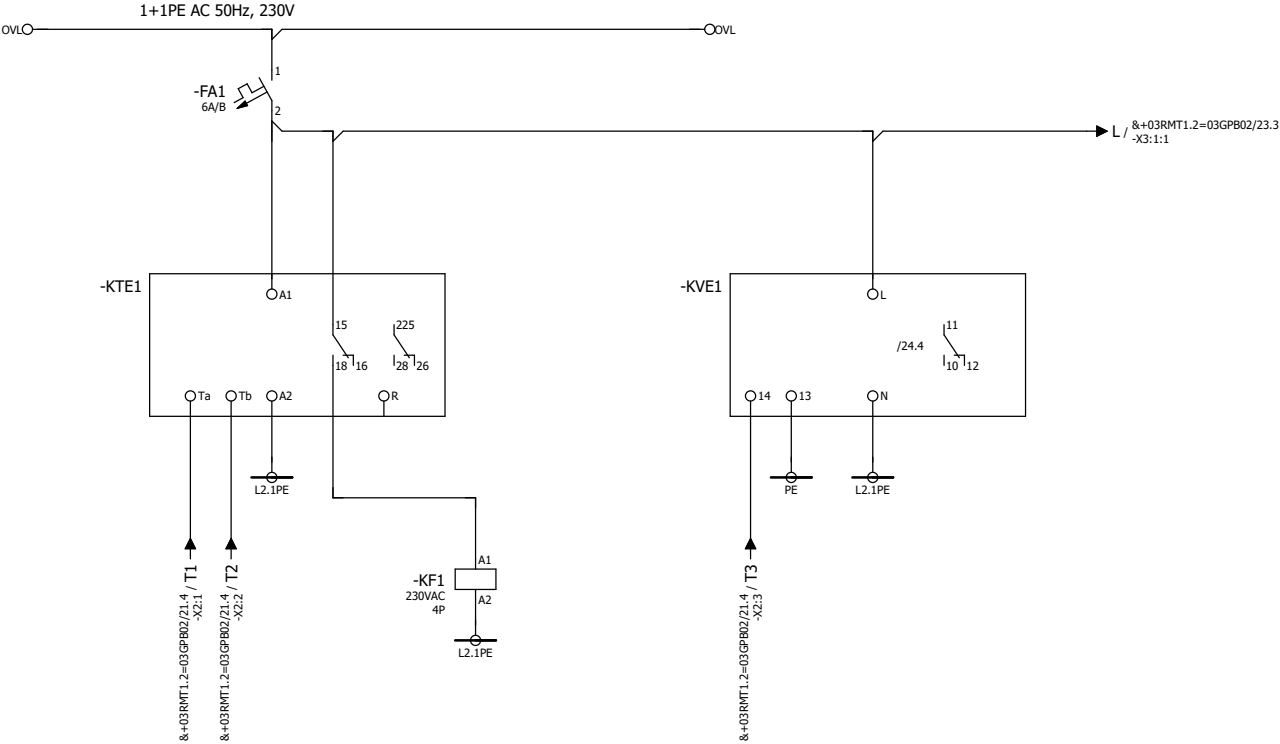 1+1PE AC 50Hz, 230V
OVL
OVL
1
-FA1
6A/B
2
L / &+03RMT1.2=03GPB02/23.3
-X3:1:1
-KTE1
A1
15
18 16
225
28 26
Ta
Tb
A2
R
L2.1PE
&+03RMT1.2=03GPB02/21.4 / T1
-X2:1
&+03RMT1.2=03GPB02/21.4 / T2
-X2:2
-KF1
230VAC
4P
A1
A2
L2.1PE
-KVE1
L
/24.4
11
10 12
14
13
N
PE
L2.1PE
&+03RMT1.2=03GPB02/21.4 / T3
-X2:3